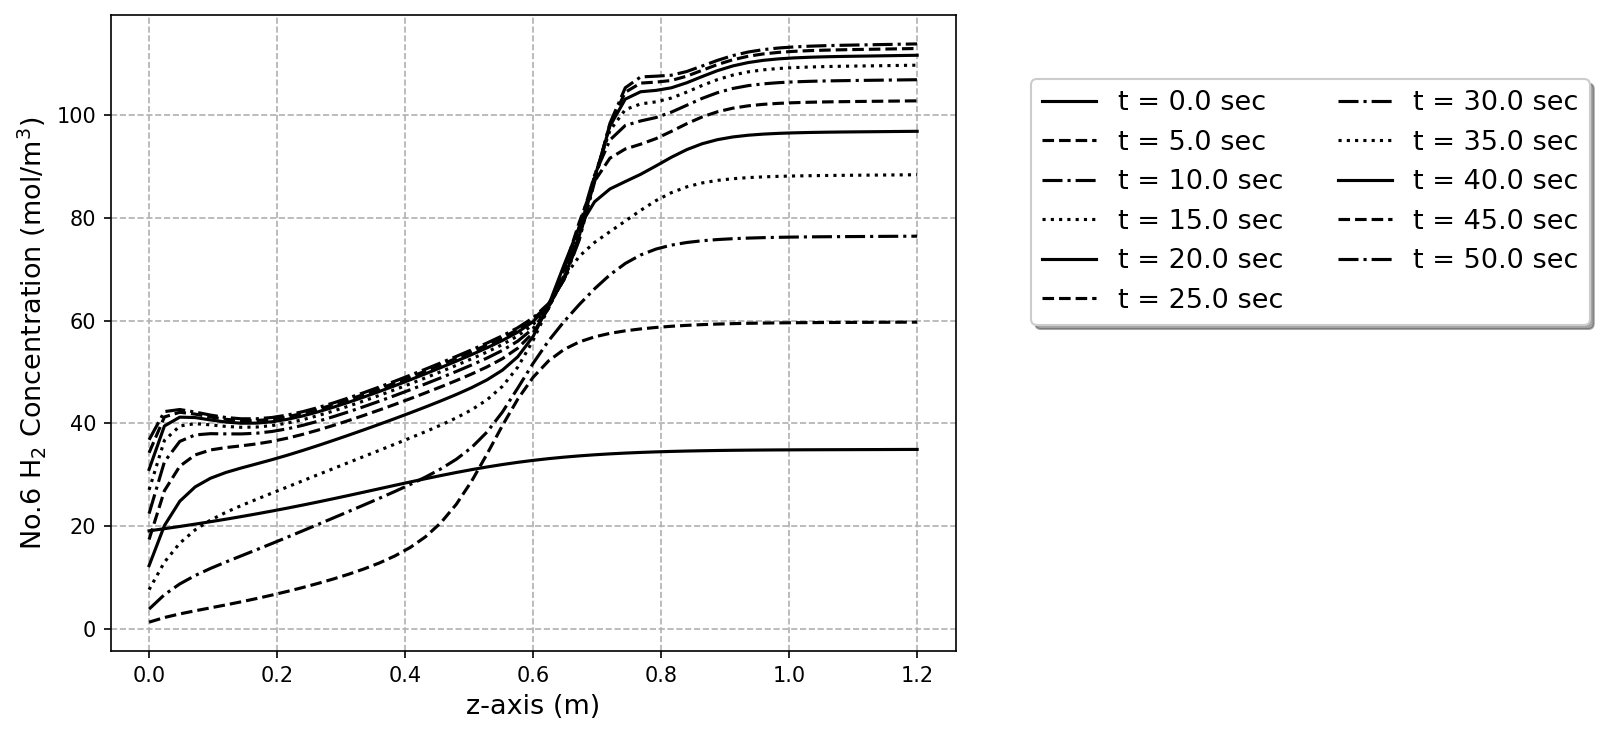 No.6 H₂ Concentration (mol/m³)
100
80
60
40
20
0
0.0 0.2 0.4 0.6 0.8 1.0 1.2
z-axis (m)
t = 0.0 sec
t = 5.0 sec
t = 10.0 sec
t = 15.0 sec
t = 20.0 sec
t = 25.0 sec
t = 30.0 sec
t = 35.0 sec
t = 40.0 sec
t = 45.0 sec
t = 50.0 sec